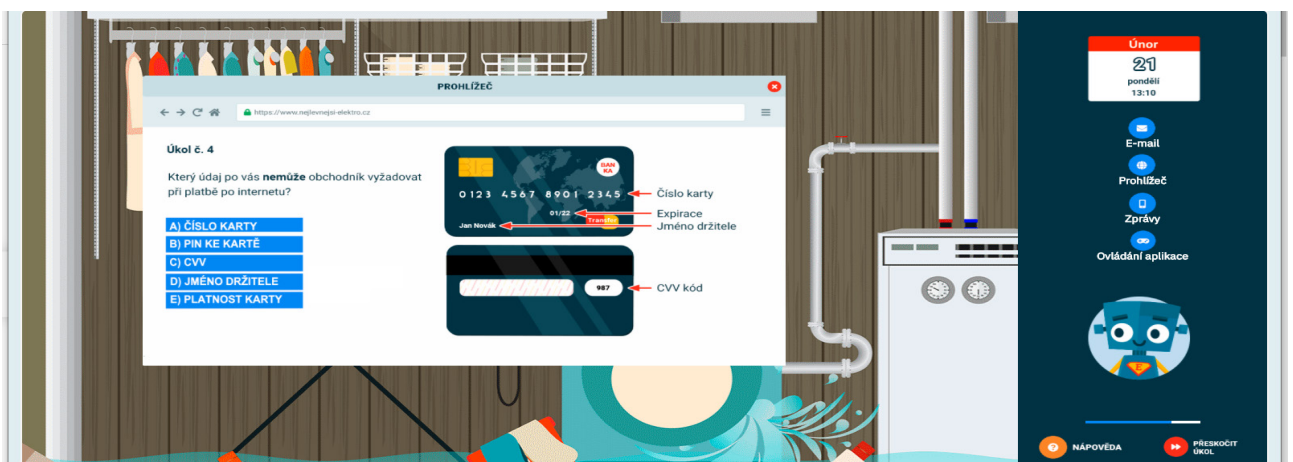 PROHLÍŽEČ
https://www.nejlevnejsi-elektro.cz
Úkol č. 4
Který údaj po vás nemůže obchodník vyžadovat
při platbě po internetu?
A) ČÍSLO KARTY
B) PIN KE KARTĚ
C) CVV
D) JMÉNO DRŽITELE
E) PLATNOST KARTY
BAN
KA
0123 4567 8901 2345
Číslo karty
01/22
Expirace
Transfer
Jan Novák
Jméno držitele
987
CVV kód
Únor
21
pondělí
13:10
E-mail
Prohlížeč
Zprávy
Ovládání aplikace
E
NÁPOVĚDA
PŘESKOČIT
ÚKOL